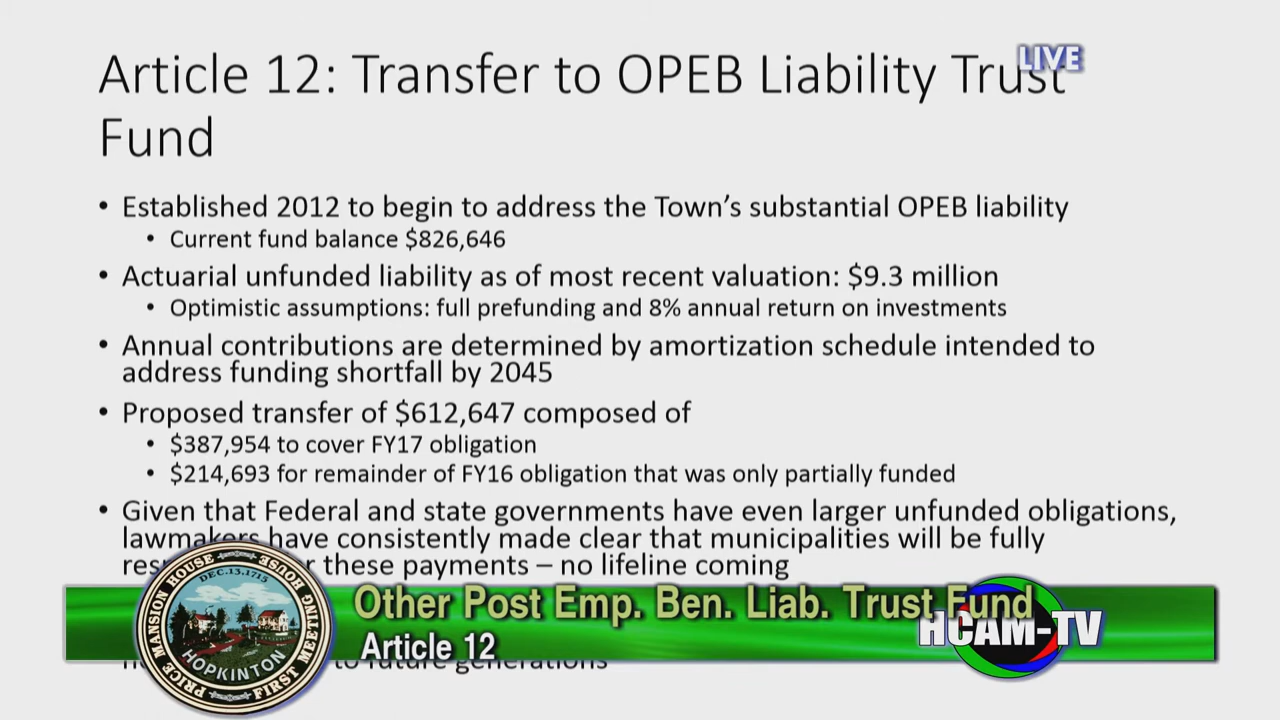 LIVE
Article 12: Transfer to OPEB Liability Trust
Fund
• Established 2012 to begin to address the Town's substantial OPEB liability
• Current fund balance $826,646
• Actuarial unfunded liability as of most recent valuation: $9.3 million
• Optimistic assumptions: full prefunding and 8% annual return on investments
• Annual contributions are determined by amortization schedule intended to
address funding shortfall by 2045
• Proposed transfer of $612,647 composed of
• $387,954 to cover FY17 obligation
• $214,693 for remainder of FY16 obligation that was only partially funded
• Given that Federal and state governments have even larger unfunded obligations,
lawmakers have consistently made clear that municipalities will be fully
these payments – no lifeline coming
to future generations
Other Post Emp. Ben. Liab. Trust Fund
Article 12
HCAM-TV
PRICE MANSION HOUSE
FIRST MEETING HOUSE
DEC.13.1715
HOPKINTON